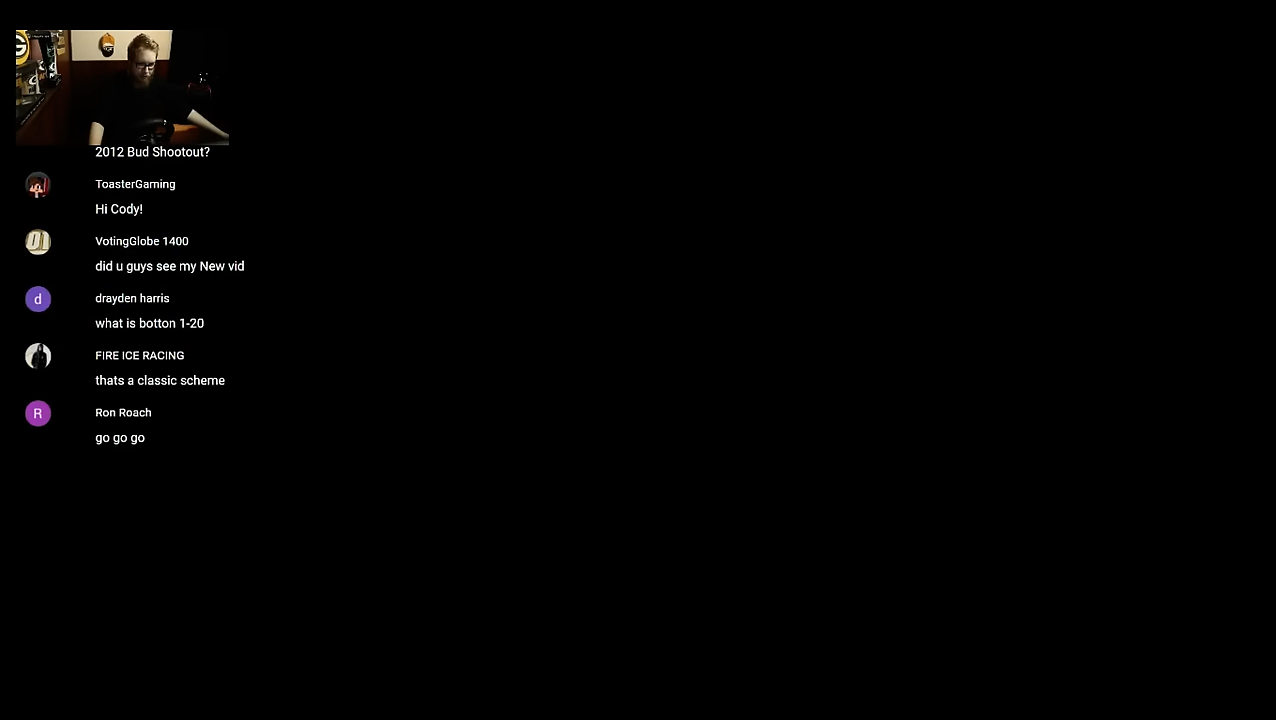 2012 Bud Shootout?
ToasterGaming
Hi Cody!
01
VotingGlobe 1400
did u guys see my New vid
d
drayden harris
what is botton 1-20
FIRE ICE RACING
thats a classic scheme
R
Ron Roach
go go go